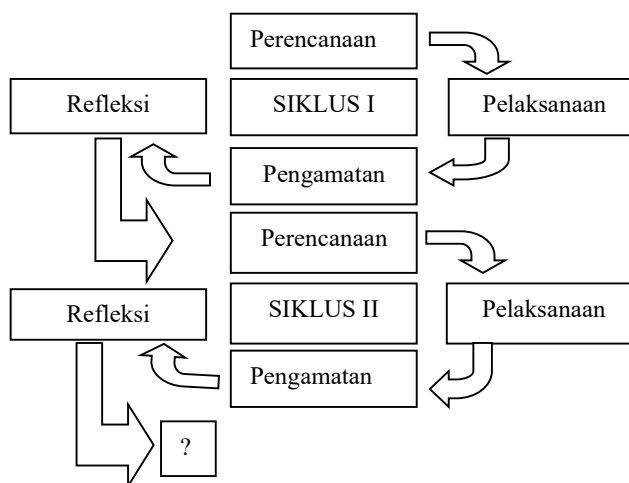 Perencanaan
Refleksi
SIKLUS I
Pelaksanaan
Pengamatan
Perencanaan
Refleksi
SIKLUS II
Pelaksanaan
Pengamatan
?